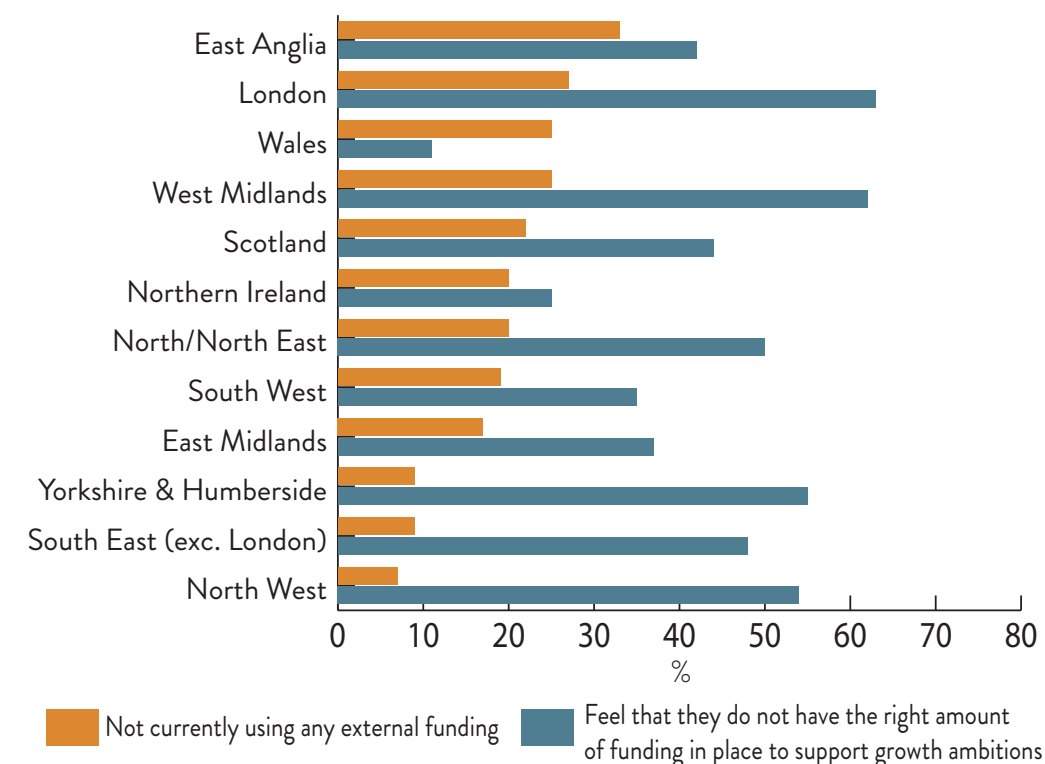 East Anglia
London
Wales
West Midlands
Scotland
Northern Ireland
North/North East
South West
East Midlands
Yorkshire & Humberside
South East (exc. London)
North West
0 10 20 30 40 50 60 70 80
%
Not currently using any external funding
Feel that they do not have the right amount
of funding in place to support growth ambitions